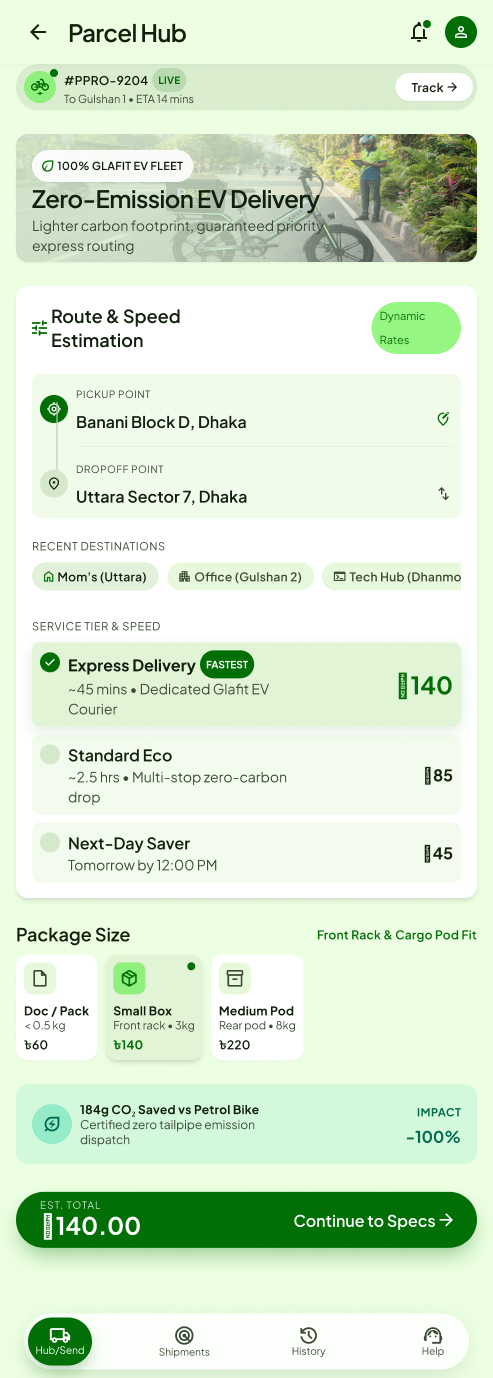 Parcel Hub
#PPRO-9204 LIVE
To Gulshan 1 • ETA 14 mins
Track →
100% GLAFIT EV FLEET
Zero-Emission EV Delivery
Lighter carbon footprint, guaranteed priority
express routing
Route & Speed
Estimation
Dynamic
Rates
PICKUP POINT
Banani Block D, Dhaka
DROPOFF POINT
Uttara Sector 7, Dhaka
RECENT DESTINATIONS
Mom's (Uttara)
Office (Gulshan 2)
Tech Hub (Dhanmo
SERVICE TIER & SPEED
Express Delivery FASTEST
~45 mins • Dedicated Glafit EV
Courier
140
Standard Eco
~2.5 hrs • Multi-stop zero-carbon
drop
85
Next-Day Saver
Tomorrow by 12:00 PM
45
Package Size
Front Rack & Cargo Pod Fit
Doc / Pack
< 0.5 kg
৳60
Small Box
Front rack • 3kg
৳140
Medium Pod
Rear pod • 8kg
৳220
184g CO₂ Saved vs Petrol Bike
Certified zero tailpipe emission
dispatch
IMPACT
-100%
EST. TOTAL
140.00
Continue to Specs →
Hub/Send
Shipments
History
Help